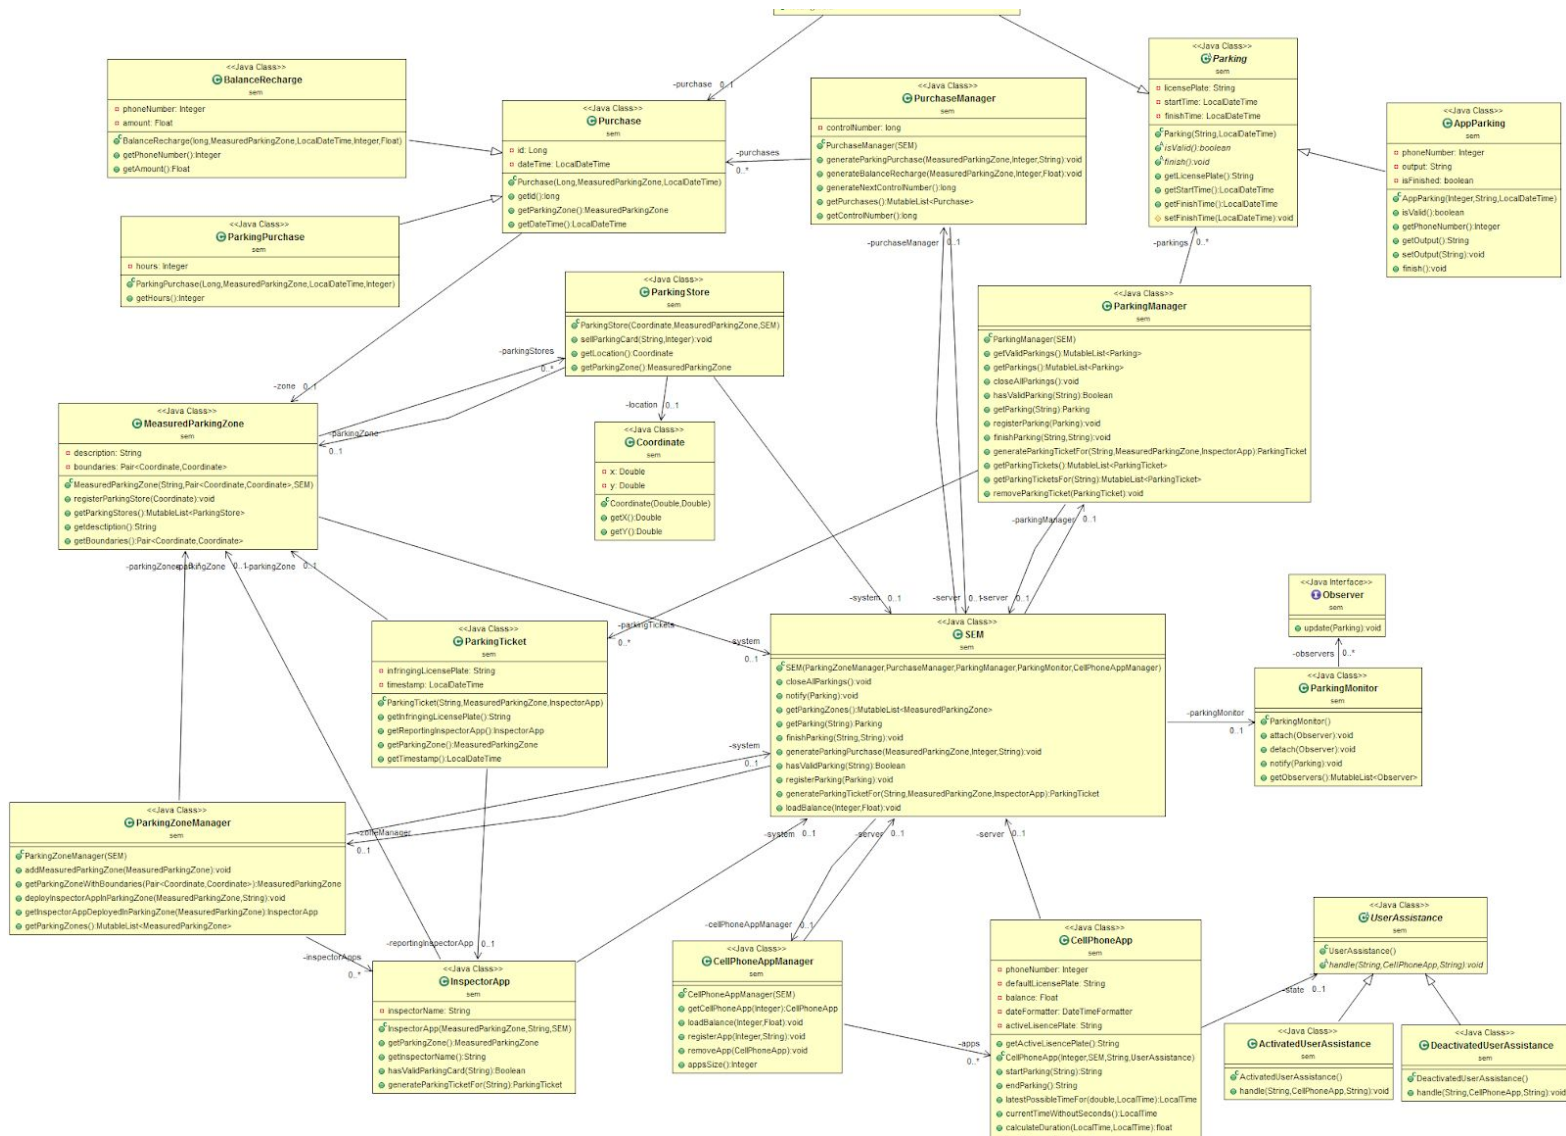 <<Java Class>>
BalanceRecharge
sem
phoneNumber: Integer
amount: Float
BalanceRecharge(long,MeasuredParkingZone,LocalDateTime,Integer,Float)
getPhoneNumber():Integer
getAmount():Float
<<Java Class>>
ParkingPurchase
sem
hours: Integer
ParkingPurchase(Long,MeasuredParkingZone,LocalDateTime,Integer)
getHours():Integer
-purchase 0..1
<<Java Class>>
Purchase
sem
id: Long
dateTime: LocalDateTime
Purchase(Long,MeasuredParkingZone,LocalDateTime)
getId():long
getParkingZone():MeasuredParkingZone
getDateTime():LocalDateTime
-purchases
0..*
<<Java Class>>
PurchaseManager
sem
controlNumber: long
PurchaseManager(SEM)
generateParkingPurchase(MeasuredParkingZone,Integer,String):void
generateBalanceRecharge(MeasuredParkingZone,Integer,Float):void
generateNextControlNumber():long
getPurchases():MutableList<Purchase>
getControlNumber():long
-purchaseManager 0..1
<<Java Class>>
Parking
sem
licensePlate: String
startTime: LocalDateTime
finishTime: LocalDateTime
Parking(String,LocalDateTime)
isValid():boolean
finish():void
getLicensePlate():String
getStartTime():LocalDateTime
getFinishTime():LocalDateTime
setFinishTime(LocalDateTime):void
-parkings 0..*
<<Java Class>>
AppParking
sem
phoneNumber: Integer
output: String
isFinished: boolean
AppParking(Integer,String,LocalDateTime)
isValid():boolean
getPhoneNumber():Integer
getOutput():String
setOutput(String):void
finish():void
<<Java Class>>
ParkingStore
sem
ParkingStore(Coordinate,MeasuredParkingZone,SEM)
sellParkingCard(String,Integer):void
getLocation():Coordinate
getParkingZone():MeasuredParkingZone
-parkingStores
0..*
-zone 0..1
-parkingZone
0..1
-location 0..1
<<Java Class>>
ParkingManager
sem
ParkingManager(SEM)
getValidParkings():MutableList<Parking>
getParkings():MutableList<Parking>
closeAllParkings():void
hasValidParking(String):Boolean
getParking(String):Parking
registerParking(Parking):void
finishParking(String,String):void
generateParkingTicketFor(String,MeasuredParkingZone,InspectorApp):ParkingTicket
getParkingTickets():MutableList<ParkingTicket>
getParkingTicketsFor(String):MutableList<ParkingTicket>
removeParkingTicket(ParkingTicket):void
<<Java Class>>
MeasuredParkingZone
sem
description: String
boundaries: Pair<Coordinate,Coordinate>
MeasuredParkingZone(String,Pair<Coordinate,Coordinate>,SEM)
registerParkingStore(Coordinate):void
getParkingStores():MutableList<ParkingStore>
getdesctiption():String
getBoundaries():Pair<Coordinate,Coordinate>
<<Java Class>>
Coordinate
sem
x: Double
y: Double
Coordinate(Double,Double)
getX():Double
getY():Double
-parkingManager 0..1
0..1 -parkingZone 0..1
-system 0..1
-server 0..1
-server 0..1
<<Java Interface>>
Observer
sem
update(Parking):void
-observers 0..*
<<Java Class>>
ParkingTicket
sem
infringingLicensePlate: String
timestamp: LocalDateTime
ParkingTicket(String,MeasuredParkingZone,InspectorApp)
getInfringingLicensePlate():String
getReportingInspectorApp():InspectorApp
getParkingZone():MeasuredParkingZone
getTimestamp():LocalDateTime
-parkingTickets
0..*
-system
0..1
<<Java Class>>
SEM
sem
SEM(ParkingZoneManager,PurchaseManager,ParkingManager,ParkingMonitor,CellPhoneAppManager)
closeAllParkings():void
notify(Parking):void
getParkingZones():MutableList<MeasuredParkingZone>
getParking(String):Parking
finishParking(String,String):void
generateParkingPurchase(MeasuredParkingZone,Integer,String):void
hasValidParking(String):Boolean
registerParking(Parking):void
generateParkingTicketFor(String,MeasuredParkingZone,InspectorApp):ParkingTicket
loadBalance(Integer,Float):void
-parkingMonitor
0..1
<<Java Class>>
ParkingMonitor
sem
ParkingMonitor()
attach(Observer):void
detach(Observer):void
notify(Parking):void
getObservers():MutableList<Observer>
-system
0..1
<<Java Class>>
ParkingZoneManager
sem
ParkingZoneManager(SEM)
addMeasuredParkingZone(MeasuredParkingZone):void
getParkingZoneWithBoundaries(Pair<Coordinate,Coordinate>):MeasuredParkingZone
deployInspectorAppInParkingZone(MeasuredParkingZone,String):void
getInspectorAppDeployedInParkingZone(MeasuredParkingZone):InspectorApp
getParkingZones():MutableList<MeasuredParkingZone>
-zoneManager
0..1
-system 0..1
-server 0..1
-server 0..1
-inspectorApps
0..*
-reportingInspectorApp 0..1
-cellPhoneAppManager 0..1
<<Java Class>>
InspectorApp
sem
inspectorName: String
InspectorApp(MeasuredParkingZone,String,SEM)
getParkingZone():MeasuredParkingZone
getInspectorName():String
hasValidParkingCard(String):Boolean
generateParkingTicketFor(String):ParkingTicket
<<Java Class>>
CellPhoneAppManager
sem
CellPhoneAppManager(SEM)
getCellPhoneApp(Integer):CellPhoneApp
loadBalance(Integer,Float):void
registerApp(Integer,String):void
removeApp(CellPhoneApp):void
appsSize():Integer
-apps
0..*
<<Java Class>>
CellPhoneApp
sem
phoneNumber: Integer
defaultLicensePlate: String
balance: Float
dateFormatter: DateTimeFormatter
activeLisencePlate: String
getActiveLisencePlate():String
CellPhoneApp(Integer,SEM,String,UserAssistance)
startParking(String):String
endParking():String
latestPossibleTimeFor(double,LocalTime):LocalTime
currentTimeWithoutSeconds():LocalTime
calculateDuration(LocalTime,LocalTime):float
-state
0..1
<<Java Class>>
UserAssistance
sem
UserAssistance()
handle(String,CellPhoneApp,String):void
<<Java Class>>
ActivatedUserAssistance
sem
ActivatedUserAssistance()
handle(String,CellPhoneApp,String):void
<<Java Class>>
DeactivatedUserAssistance
sem
DeactivatedUserAssistance()
handle(String,CellPhoneApp,String):void